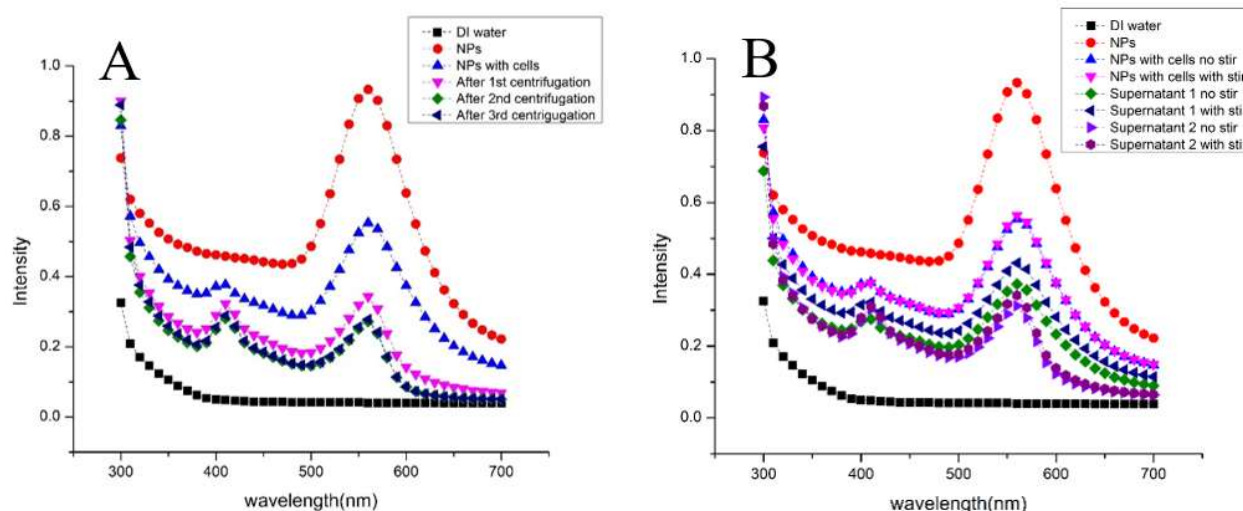 A
DI water
NPs
NPs with cells
After 1st centrifugation
After 2nd centrifugation
After 3rd centrigugation
1.0
0.8
0.6
0.4
0.2
0.0
Intensity
300 400 500 600 700
wavelength(nm)
B
DI water
NPs
NPs with cells no stir
NPs with cells with stir
Supernatant 1 no stir
Supernatant 1 with stir
Supernatant 2 no stir
Supernatant 2 with stir
1.0
0.8
0.6
0.4
0.2
0.0
Intensity
300 400 500 600 700
wavelength(nm)